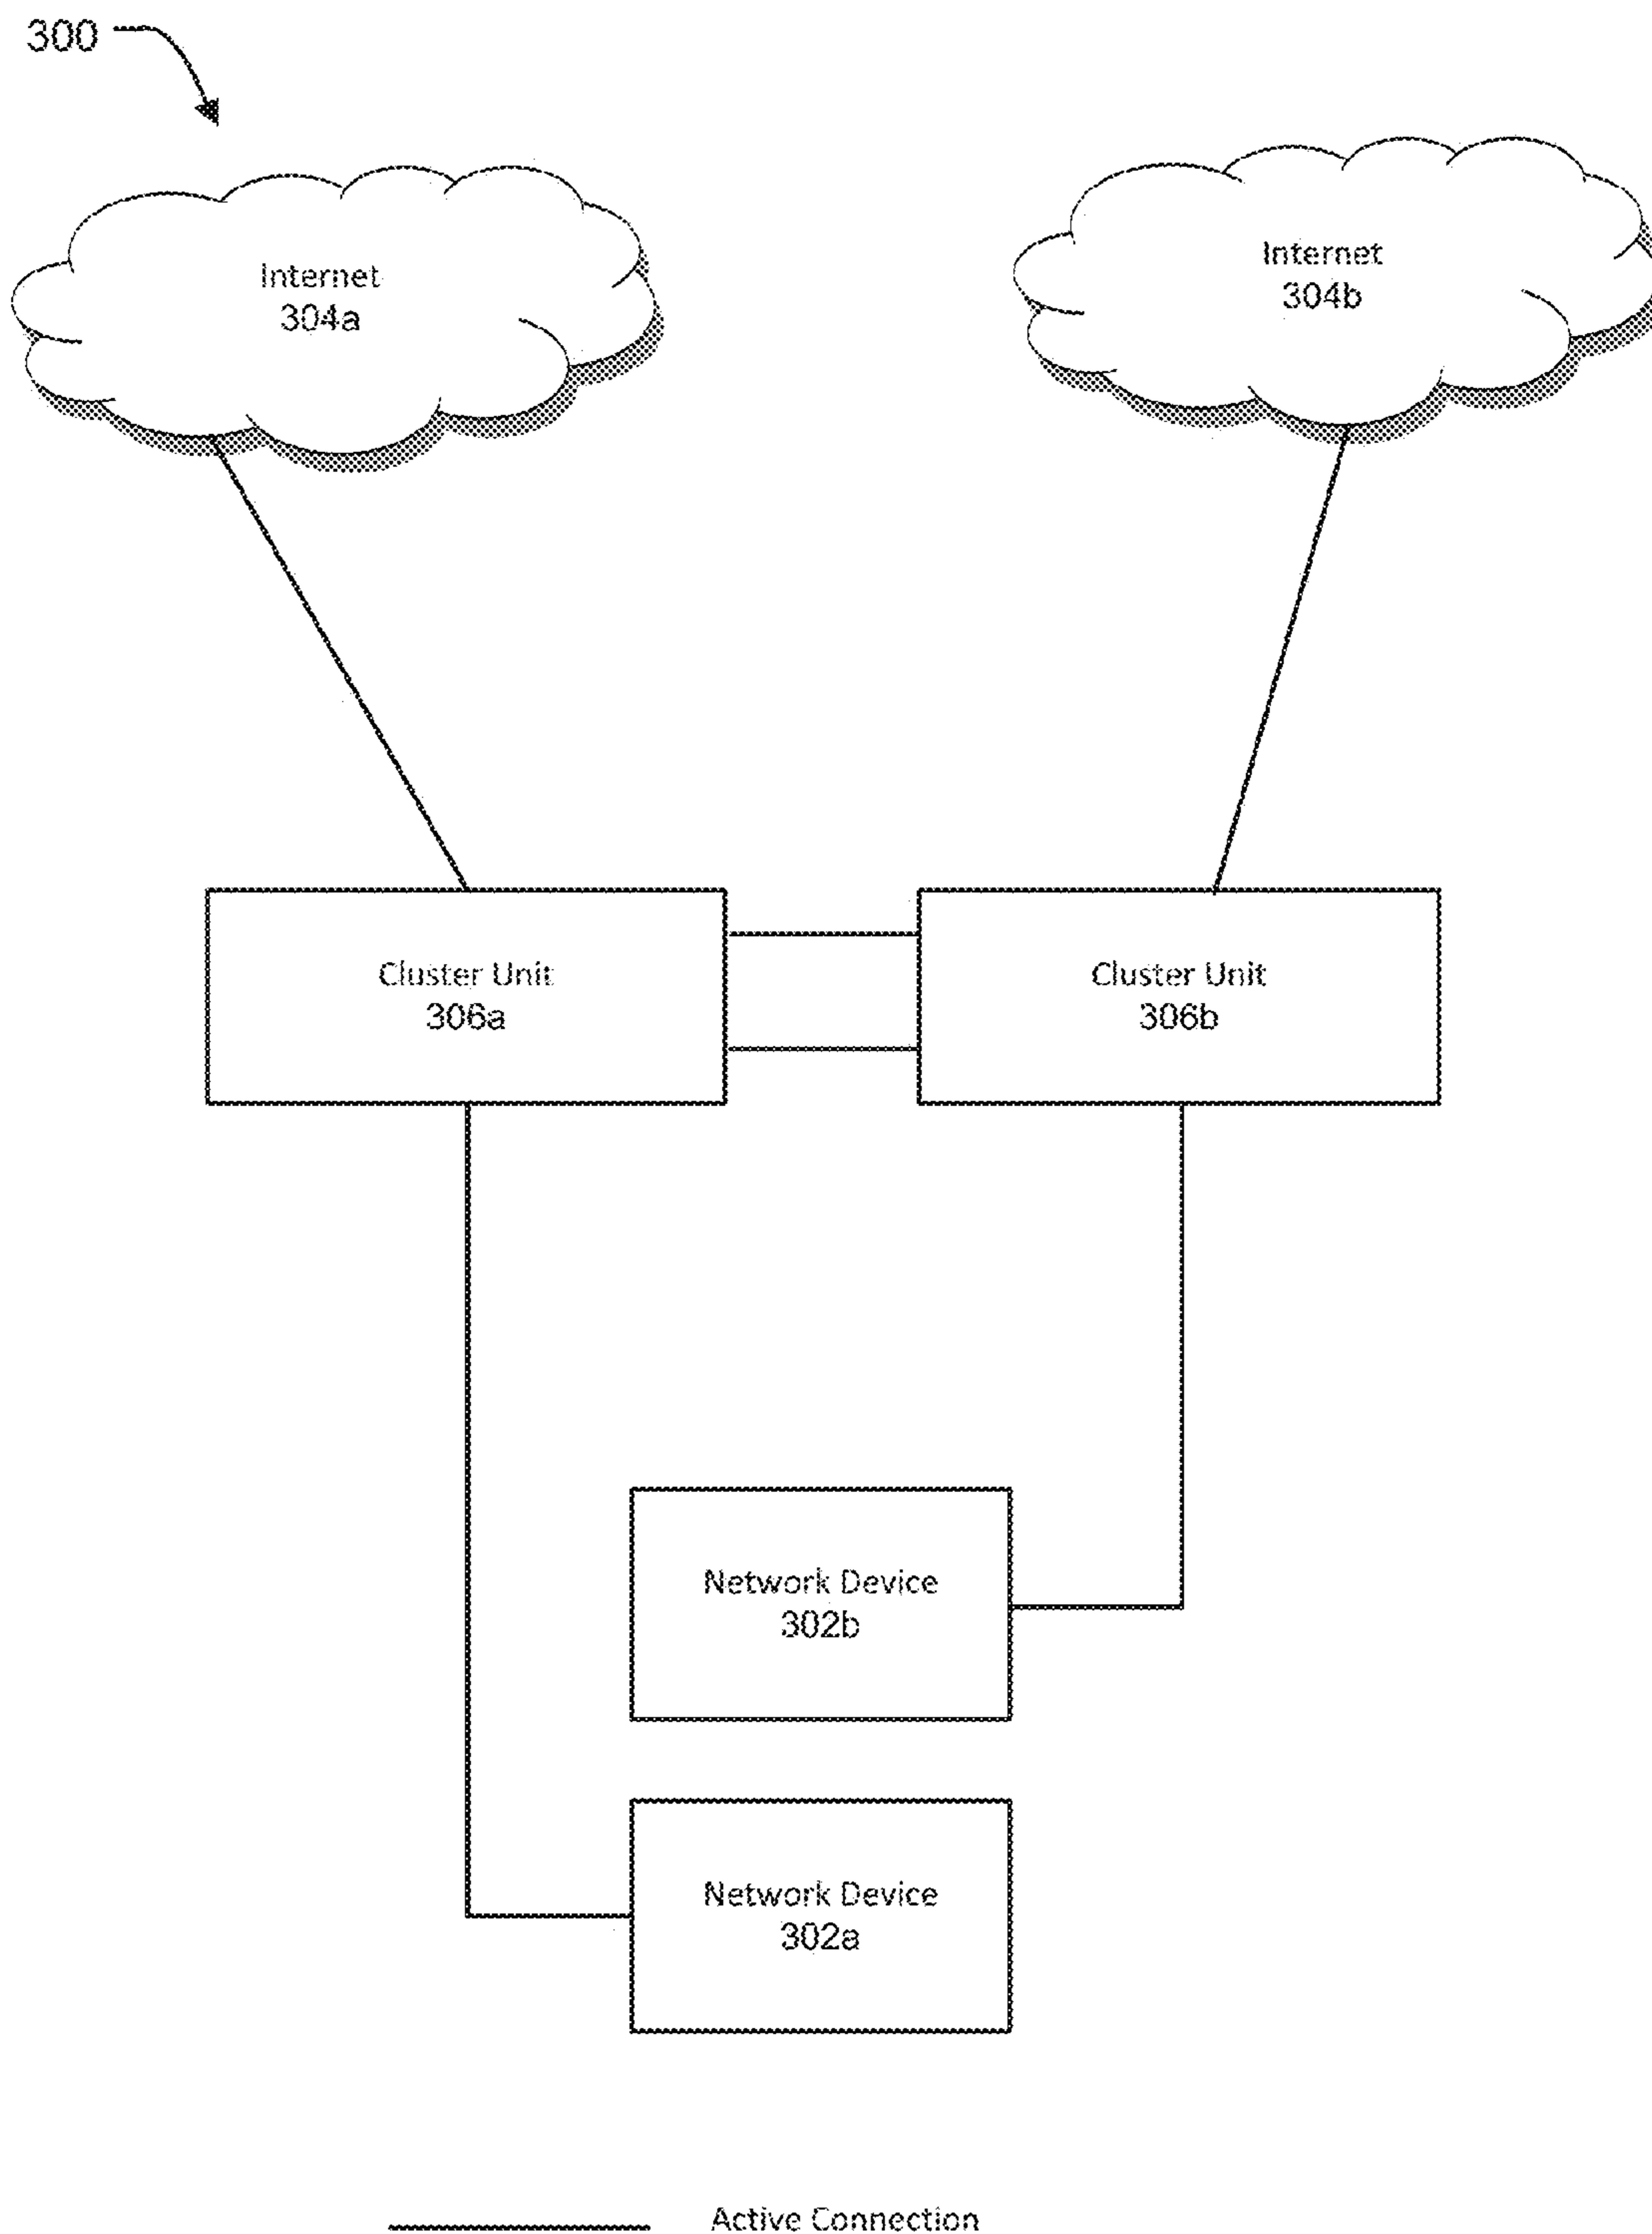 300
Internet
304a
Internet
304b
Cluster Unit
306a
Cluster Unit
306b
Network Device
302b
Network Device
302a
Active Connection